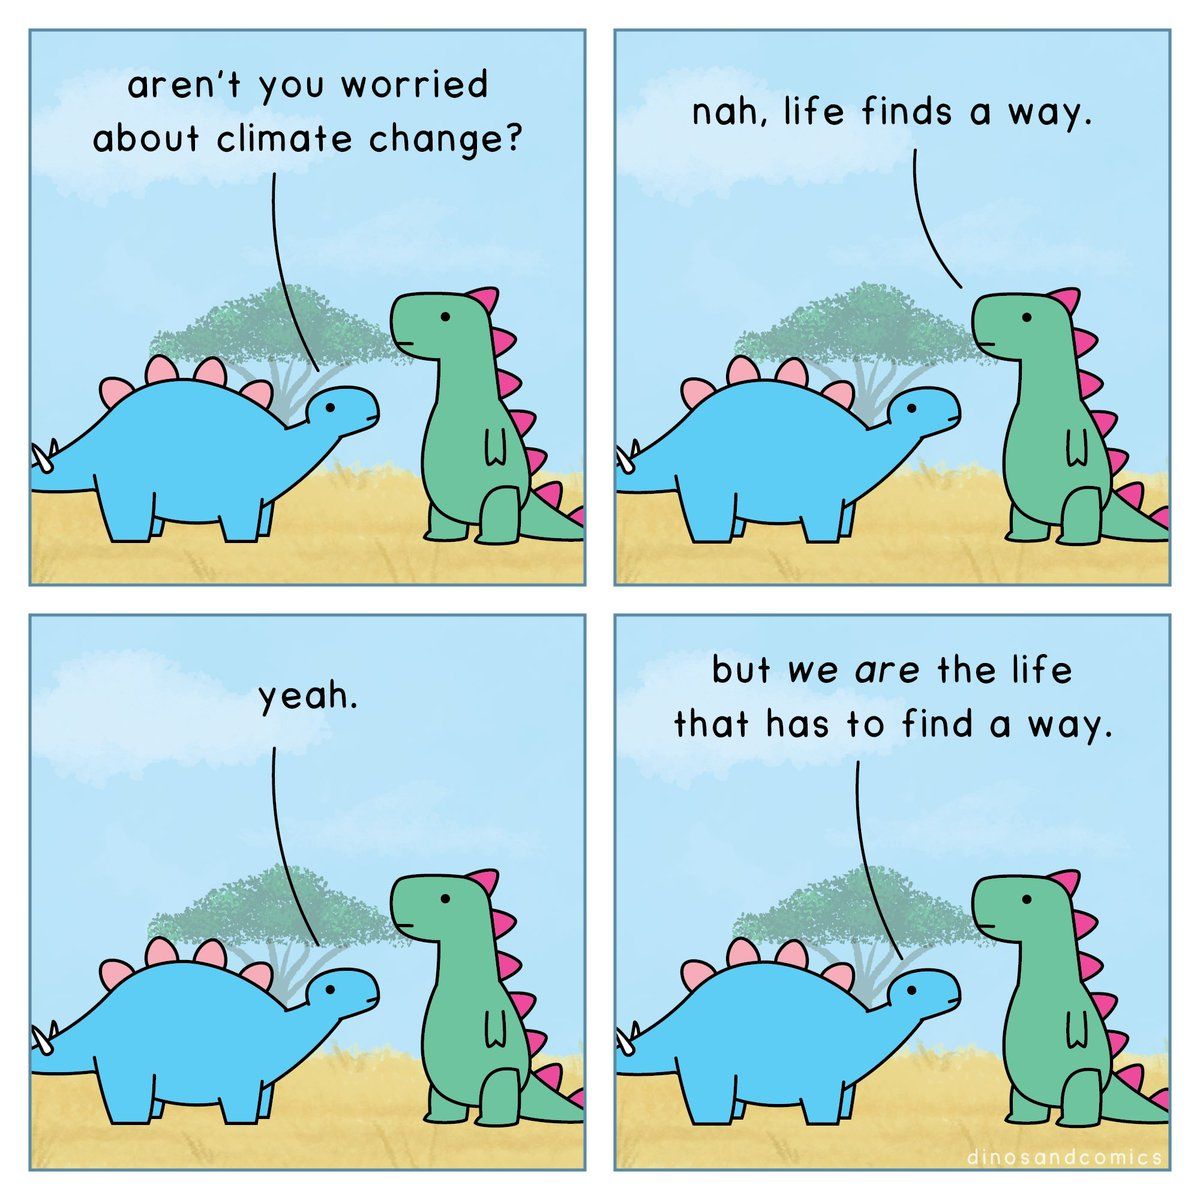 aren't you worried
about climate change?
nah, life finds a way.
yeah.
but we are the life
that has to find a way.
dinosandcomics